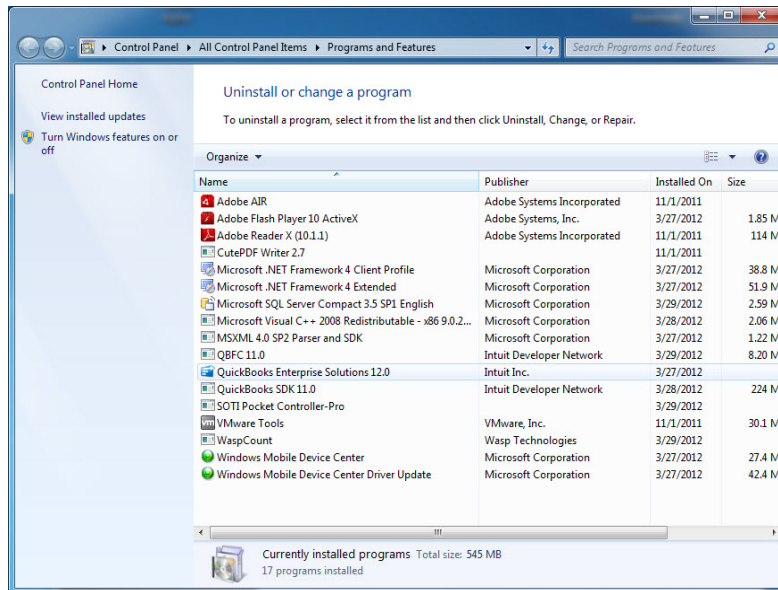 Control Panel ▸ All Control Panel Items ▸ Programs and Features
Search Programs and Features
Control Panel Home
View installed updates
Turn Windows features on or
off
Uninstall or change a program
To uninstall a program, select it from the list and then click Uninstall, Change, or Repair.
Organize
Name Publisher Installed On Size
Adobe AIR Adobe Systems Incorporated 11/1/2011
Adobe Flash Player 10 ActiveX Adobe Systems, Inc. 3/27/2012 1.85 M
Adobe Reader X (10.1.1) Adobe Systems Incorporated 11/1/2011 114 M
CutePDF Writer 2.7 11/1/2011
Microsoft .NET Framework 4 Client Profile Microsoft Corporation 3/27/2012 38.8 M
Microsoft .NET Framework 4 Extended Microsoft Corporation 3/27/2012 51.9 M
Microsoft SQL Server Compact 3.5 SP1 English Microsoft Corporation 3/29/2012 2.59 M
Microsoft Visual C++ 2008 Redistributable - x86 9.0.2... Microsoft Corporation 3/28/2012 2.06 M
MSXML 4.0 SP2 Parser and SDK Microsoft Corporation 3/27/2012 1.22 M
QBFC 11.0 Intuit Developer Network 3/29/2012 8.20 M
QuickBooks Enterprise Solutions 12.0 Intuit Inc. 3/27/2012
QuickBooks SDK 11.0 Intuit Developer Network 3/28/2012 224 M
SOTI Pocket Controller-Pro 3/29/2012
VMware Tools VMware, Inc. 11/1/2011 30.1 M
WaspCount Wasp Technologies 3/29/2012
Windows Mobile Device Center Microsoft Corporation 3/27/2012 27.4 M
Windows Mobile Device Center Driver Update Microsoft Corporation 3/27/2012 42.4 M
Currently installed programs Total size: 545 MB
17 programs installed